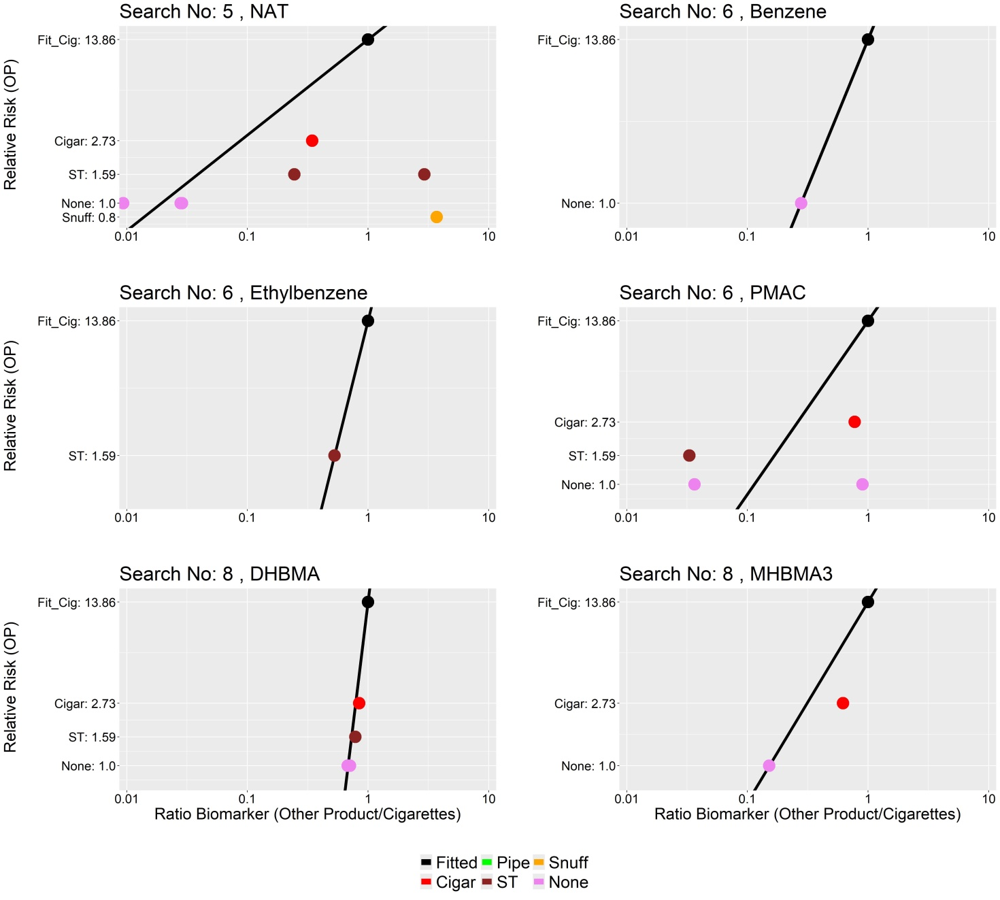 Search No: 5 , NAT
Relative Risk (OP)
Fit_Cig: 13.86
Cigar: 2.73
ST: 1.59
None: 1.0
Snuff: 0.8
0.01 0.1 1 10
Search No: 6 , Benzene
Fit_Cig: 13.86
None: 1.0
0.01 0.1 1 10
Search No: 6 , Ethylbenzene
Relative Risk (OP)
Fit_Cig: 13.86
ST: 1.59
0.01 0.1 1 10
Search No: 6 , PMAC
Fit_Cig: 13.86
Cigar: 2.73
ST: 1.59
None: 1.0
0.01 0.1 1 10
Search No: 8 , DHBMA
Relative Risk (OP)
Fit_Cig: 13.86
Cigar: 2.73
ST: 1.59
None: 1.0
0.01 0.1 1 10
Ratio Biomarker (Other Product/Cigarettes)
Search No: 8 , MHBMA3
Fit_Cig: 13.86
Cigar: 2.73
None: 1.0
0.01 0.1 1 10
Ratio Biomarker (Other Product/Cigarettes)
Fitted Pipe Snuff
Cigar ST None